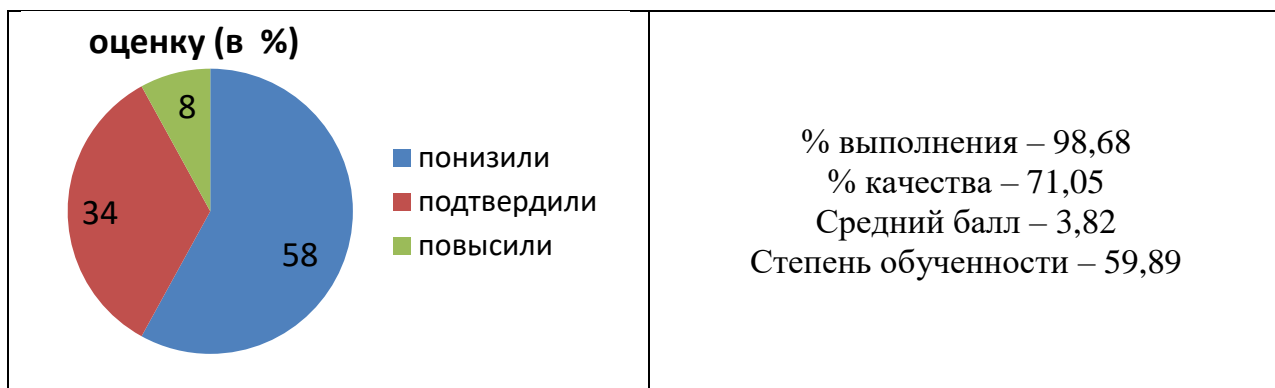 оценку (в %)
8
34
58
понизили
подтвердили
повысили
% выполнения – 98,68
% качества – 71,05
Средний балл – 3,82
Степень обученности – 59,89